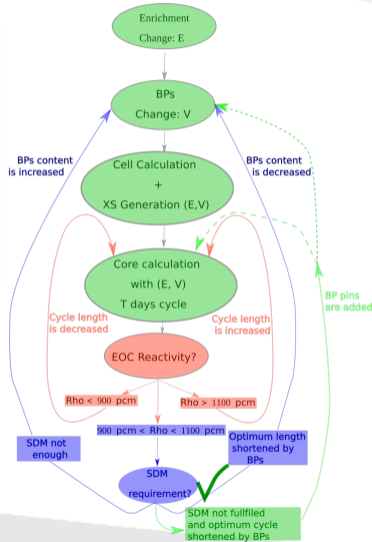 Enrichment
Change: E
BPs
Change: V
BPs content
is increased
BPs content
is decreased
Cell Calculation
+
XS Generation (E,V)
Core calculation
with (E, V)
T days cycle
BP pins
are added
Cycle length
is decreased
Cycle length
is increased
EOC Reactivity?
Rho < 900 pcm
Rho > 1100 pcm
900 pcm < Rho < 1100 pcm
SDM not
enough
Optimum length
shortened by
BPs
SDM
requirement?
SDM not fullfiled
and optimum cycle
shortened by BPs